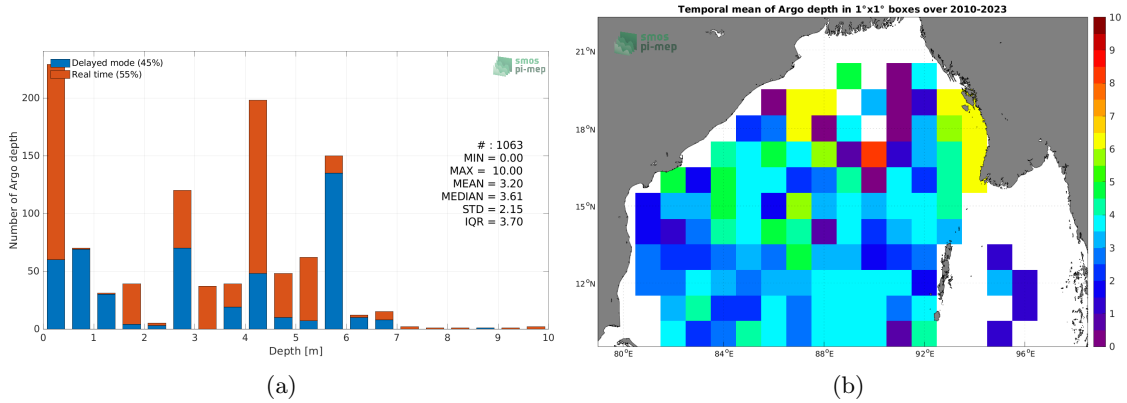 Delayed mode (45%)
Real time (55%)
smos
pi-mep
# : 1063
MIN = 0.00
MAX = 10.00
MEAN = 3.20
MEDIAN = 3.61
STD = 2.15
IQR = 3.70
Number of Argo depth
200
150
100
50
0
0 1 2 3 4 5 6 7 8 9 10
Depth [m]
(a)
Temporal mean of Argo depth in 1°x1° boxes over 2010-2023
smos
pi-mep
21°N
18°N
15°N
12°N
80°E 84°E 88°E 92°E 96°E
10
9
8
7
6
5
4
3
2
1
0
(b)